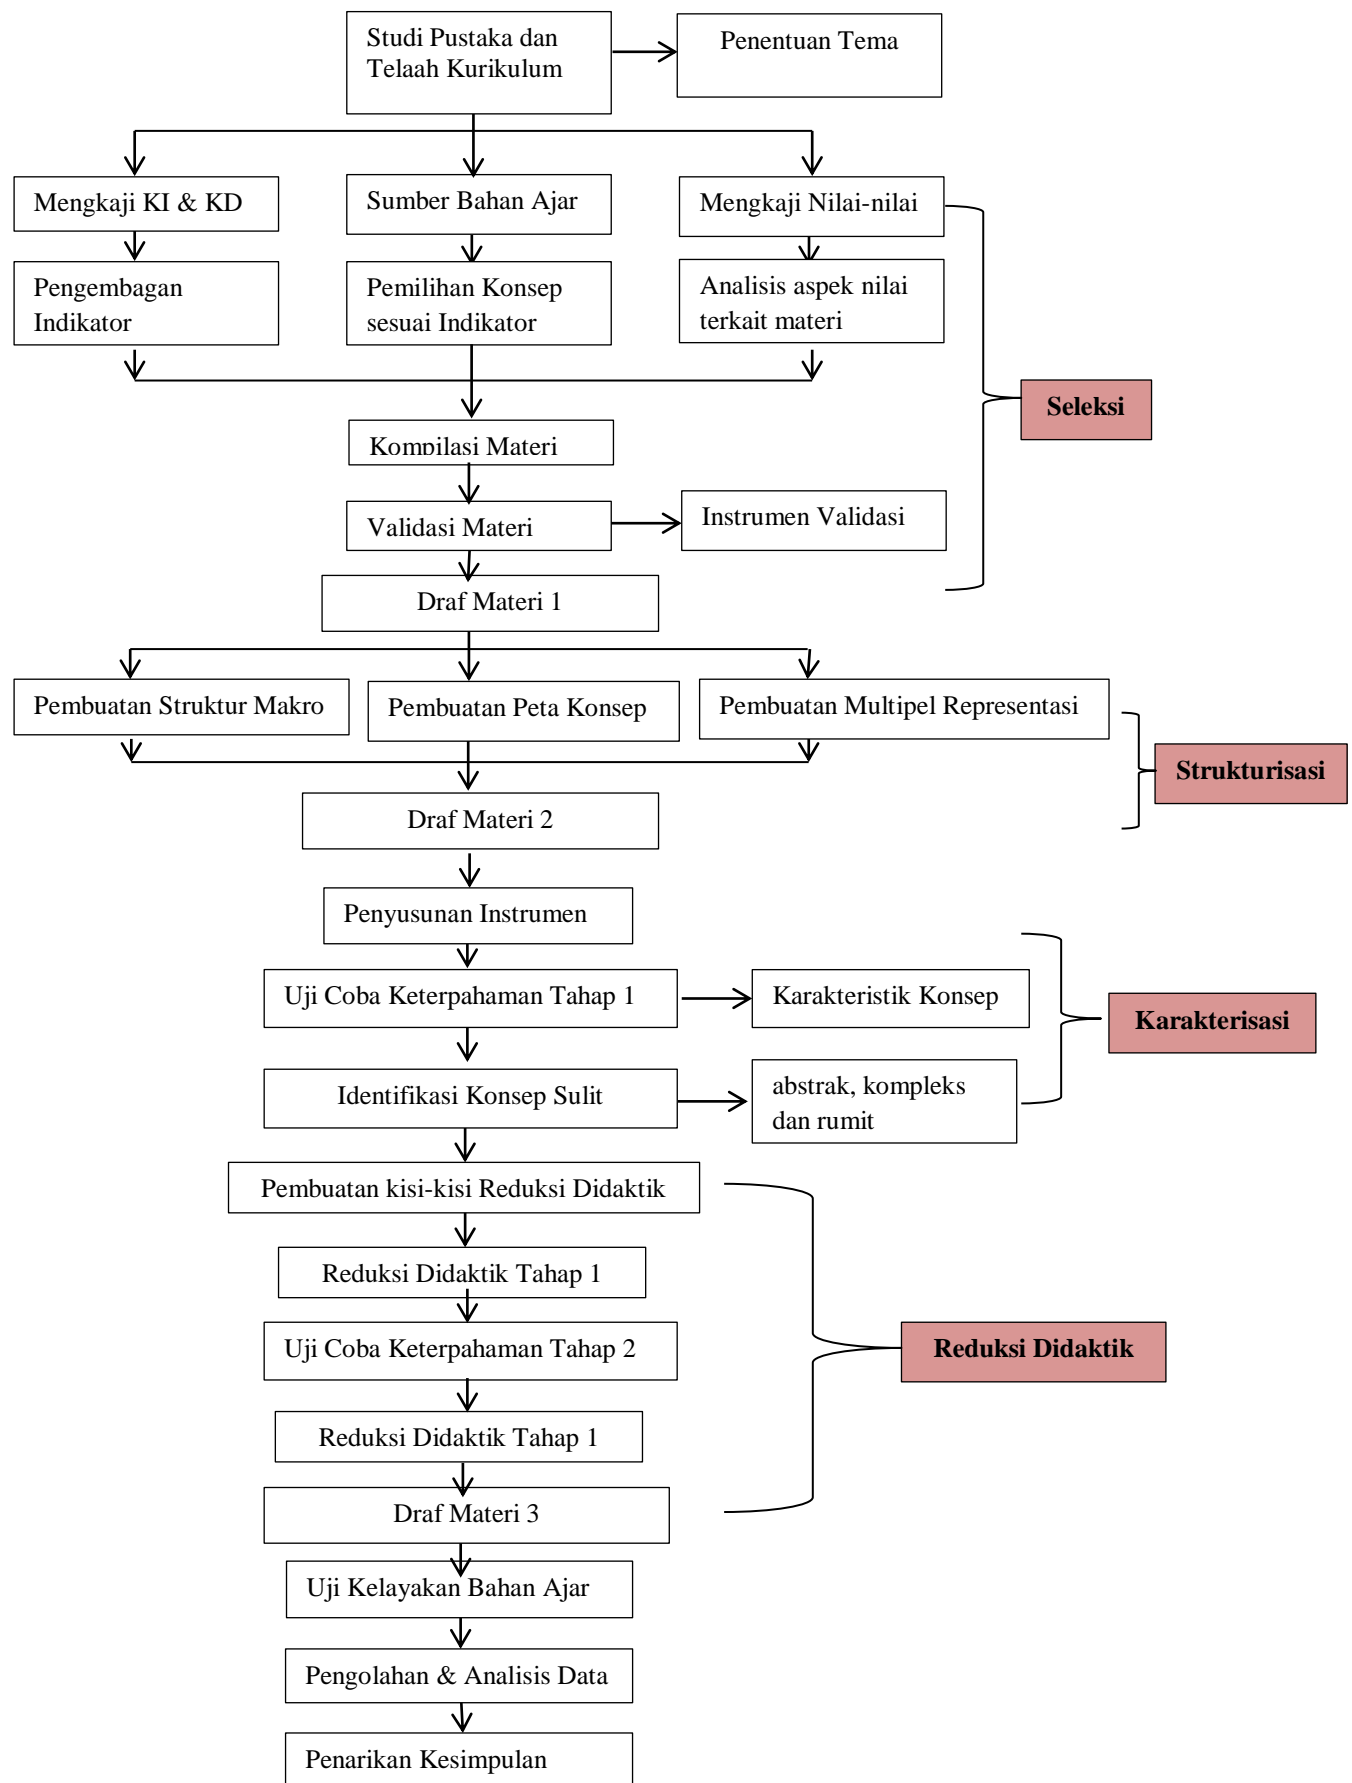 Studi Pustaka dan
Telaah Kurikulum
Penentuan Tema
Mengkaji KI & KD
Sumber Bahan Ajar
Mengkaji Nilai-nilai
Pengembagan
Indikator
Pemilihan Konsep
sesuai Indikator
Analisis aspek nilai
terkait materi
Seleksi
Kompilasi Materi
Validasi Materi
Instrumen Validasi
Draf Materi 1
Pembuatan Struktur Makro
Pembuatan Peta Konsep
Pembuatan Multipel Representasi
Strukturisasi
Draf Materi 2
Penyusunan Instrumen
Uji Coba Keterpahaman Tahap 1
Karakteristik Konsep
Karakterisasi
Identifikasi Konsep Sulit
abstrak, kompleks
dan rumit
Pembuatan kisi-kisi Reduksi Didaktik
Reduksi Didaktik Tahap 1
Uji Coba Keterpahaman Tahap 2
Reduksi Didaktik
Reduksi Didaktik Tahap 1
Draf Materi 3
Uji Kelayakan Bahan Ajar
Pengolahan & Analisis Data
Penarikan Kesimpulan